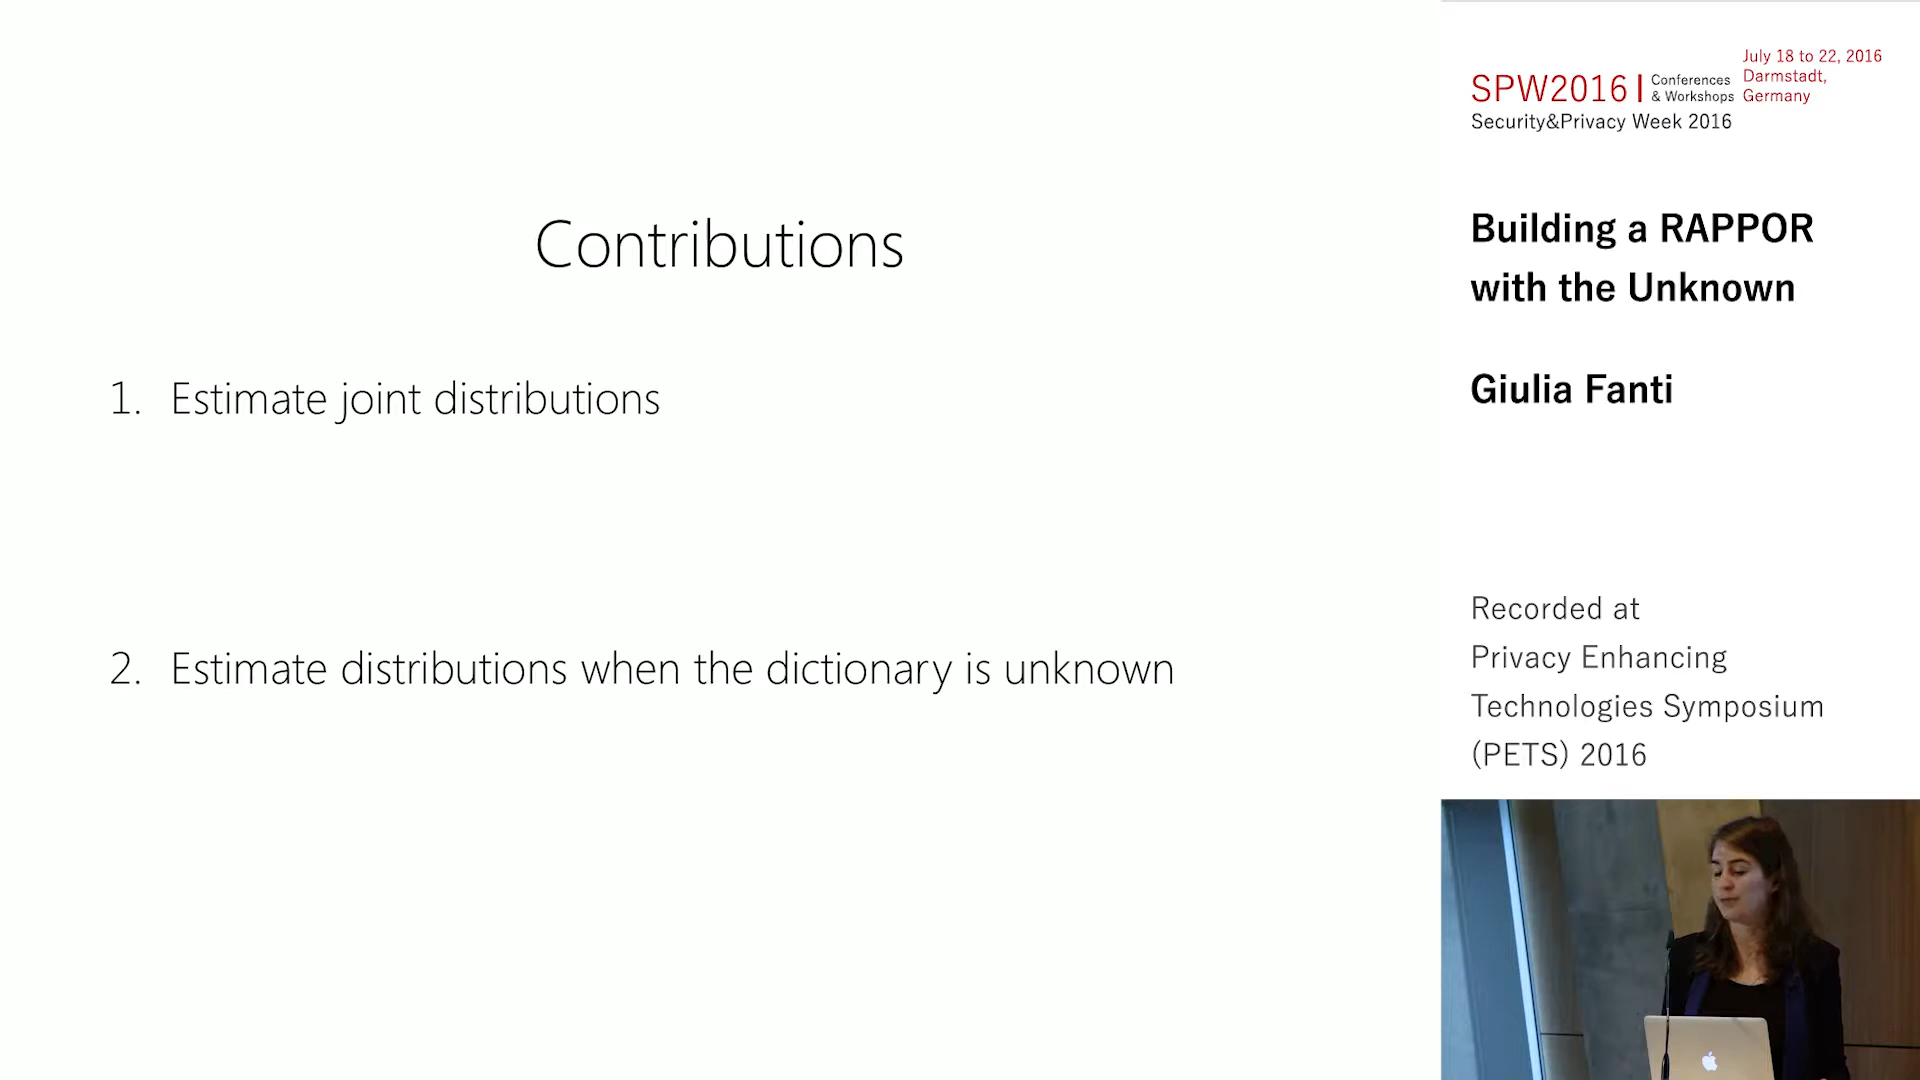 Contributions
1. Estimate joint distributions
2. Estimate distributions when the dictionary is unknown
SPW2016 | Conferences & Workshops
July 18 to 22, 2016
Darmstadt,
Germany
Security&Privacy Week 2016
Building a RAPPOR
with the Unknown
Giulia Fanti
Recorded at
Privacy Enhancing
Technologies Symposium
(PETS) 2016